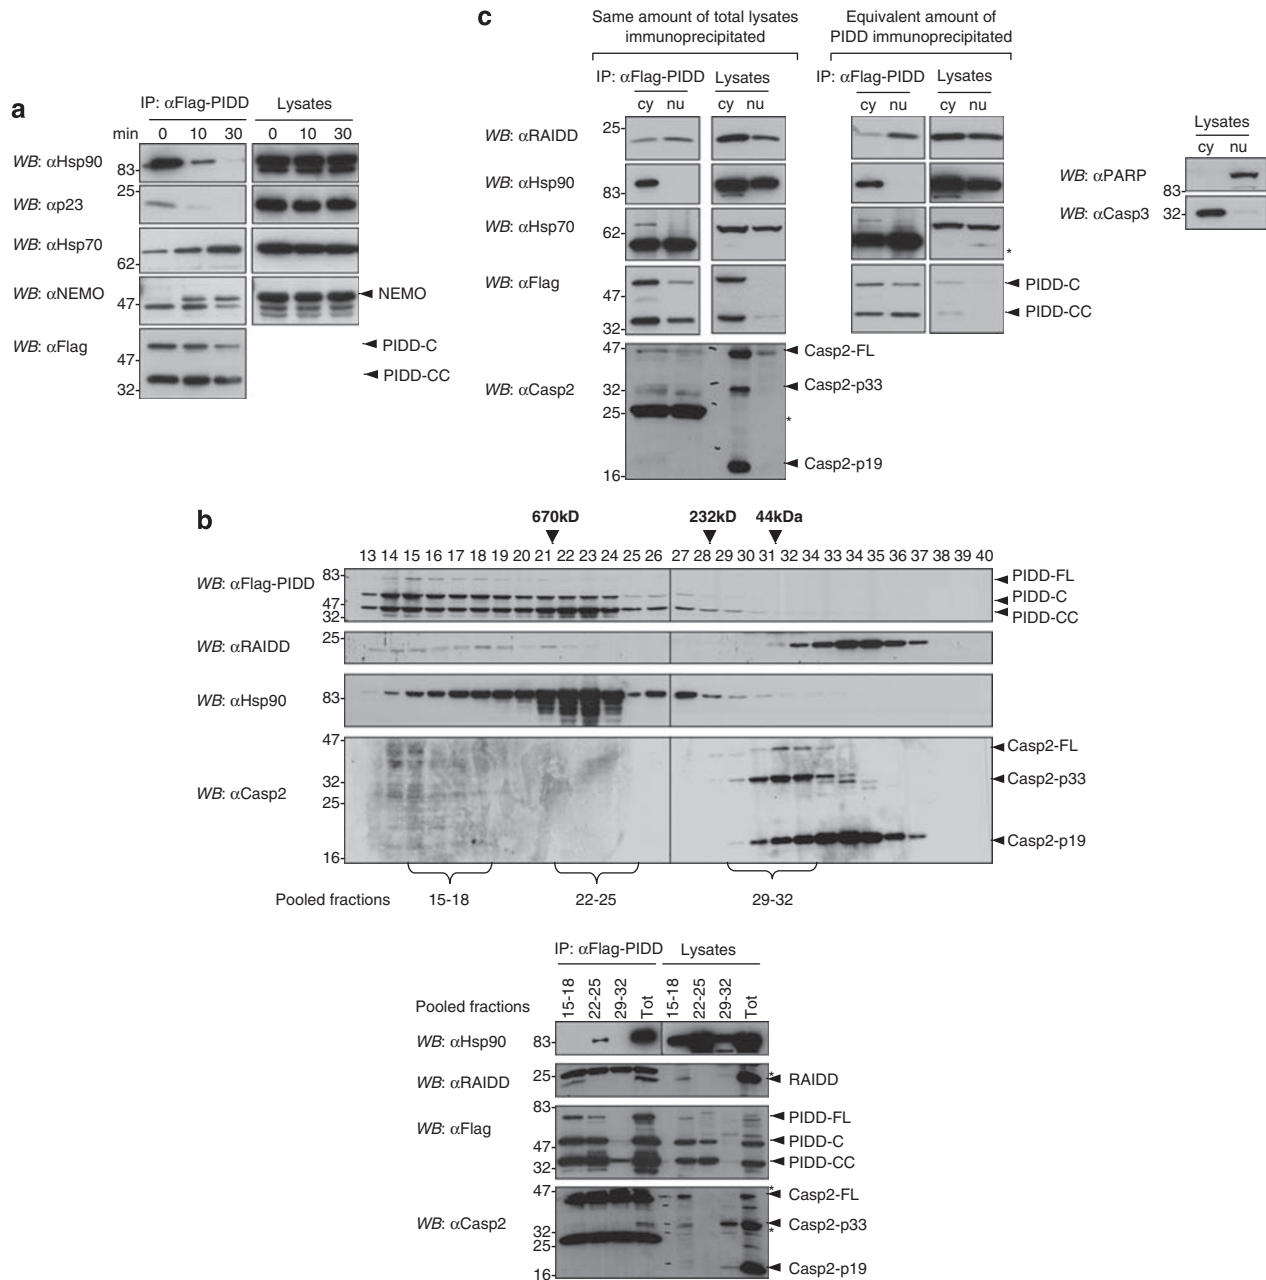 a
IP: αFlag-PIDD Lysates
min 0 10 30 0 10 30
WB: αHsp90
83-
25-
WB: αp23
WB: αHsp70
62-
WB: αNEMO
NEMO
47-
WB: αFlag
PIDD-C
47-
PIDD-CC
32-
c
Same amount of total lysates immunoprecipitated
Equivalent amount of PIDD immunoprecipitated
IP: αFlag-PIDD Lysates IP: αFlag-PIDD Lysates
cy nu cy nu cy nu cy nu
WB: αRAIDD
25-
WB: αHsp90
83-
WB: αHsp70
62-
*
WB: αFlag
PIDD-C
47-
PIDD-CC
32-
47-
Casp2-FL
WB: αCasp2
32-
Casp2-p33
25-
*
Casp2-p19
16-
Lysates
cy nu
WB: αPARP
83-
WB: αCasp3
32-
b
670kD 232kD 44kDa
13 14 15 16 17 18 19 20 21 22 23 24 25 26 27 28 29 30 31 32 34 33 34 35 36 37 38 39 40
WB: αFlag-PIDD
83-
47-
32-
PIDD-FL
PIDD-C
PIDD-CC
WB: αRAIDD
25-
WB: αHsp90
83-
WB: αCasp2
47-
32-
25-
16-
Casp2-FL
Casp2-p33
Casp2-p19
Pooled fractions 15-18 22-25 29-32
IP: αFlag-PIDD Lysates
Pooled fractions 15-18 22-25 29-32 Tot 15-18 22-25 29-32 Tot
WB: αHsp90 83-
WB: αRAIDD 25- * RAIDD
83-
WB: αFlag
47-
32-
PIDD-FL
PIDD-C
PIDD-CC
47-
WB: αCasp2
32-
25-
16-
*
Casp2-FL
Casp2-p33
*
Casp2-p19